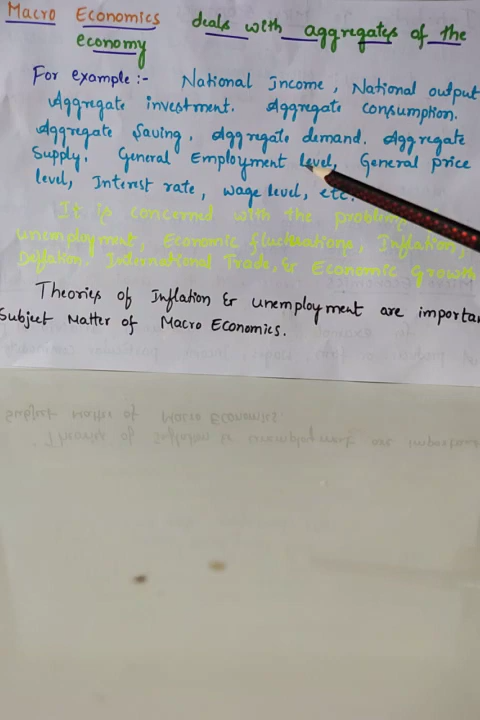 Macro Economics deals with aggregates of the
economy
For example :- National Income, National output
Aggregate investment. Aggregate consumption.
Aggregate Saving, Aggregate demand. Aggregate
Supply. General Employment level, General price
level, Interest rate, wage level, etc.
It is concerned with the problem
unemployment, Economic fluctuations, Inflation,
Deflation, International Trade, & Economic Growth
Theories of Inflation & unemployment are importa
Subject Matter of Macro Economics.